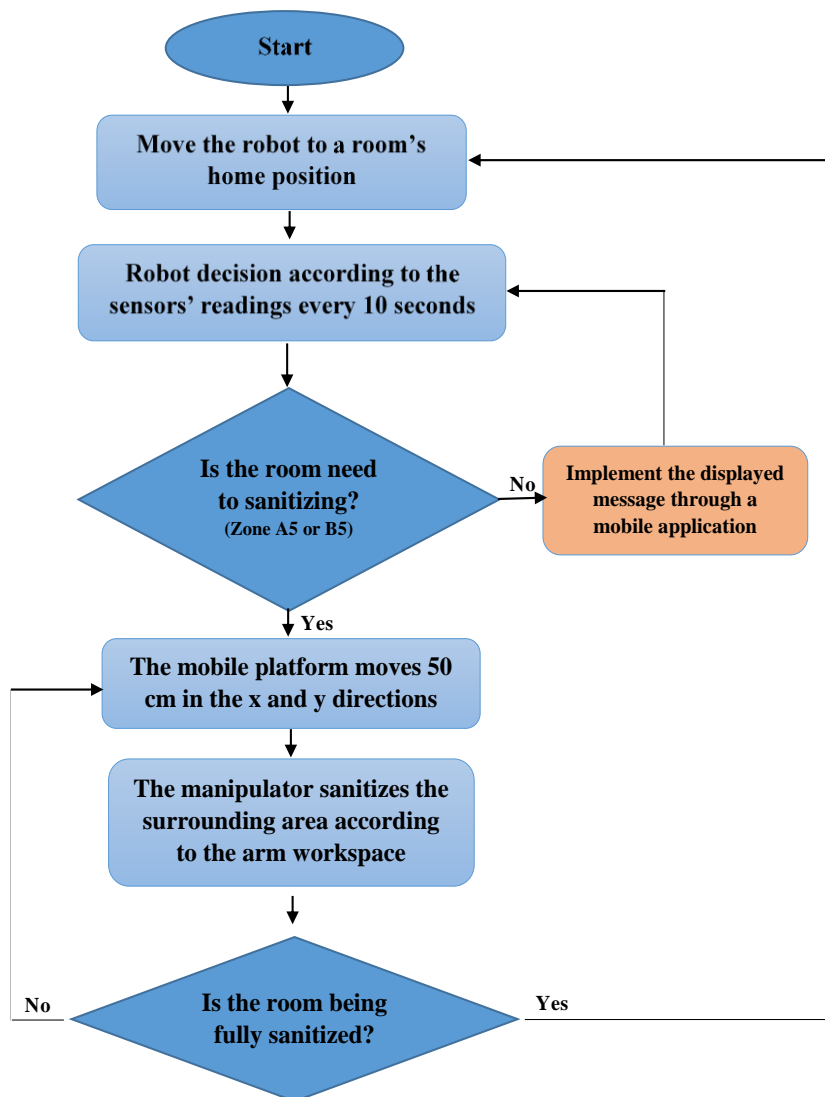 Start
Move the robot to a room’s
home position
Robot decision according to the
sensors’ readings every 10 seconds
Is the room need
to sanitizing?
(Zone A5 or B5)
No
Implement the displayed
message through a
mobile application
Yes
The mobile platform moves 50
cm in the x and y directions
The manipulator sanitizes the
surrounding area according
to the arm workspace
Is the room being
fully sanitized?
No
Yes